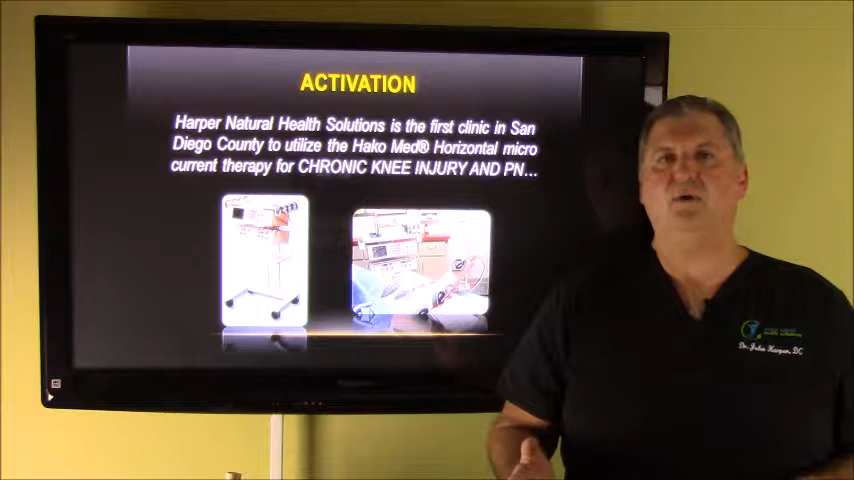 ACTIVATION
Harper Natural Health Solutions is the first clinic in San
Diego County to utilize the Hako Med® Horizontal micro
current therapy for CHRONIC KNEE INJURY AND PN...
Dr. John Harper, DC